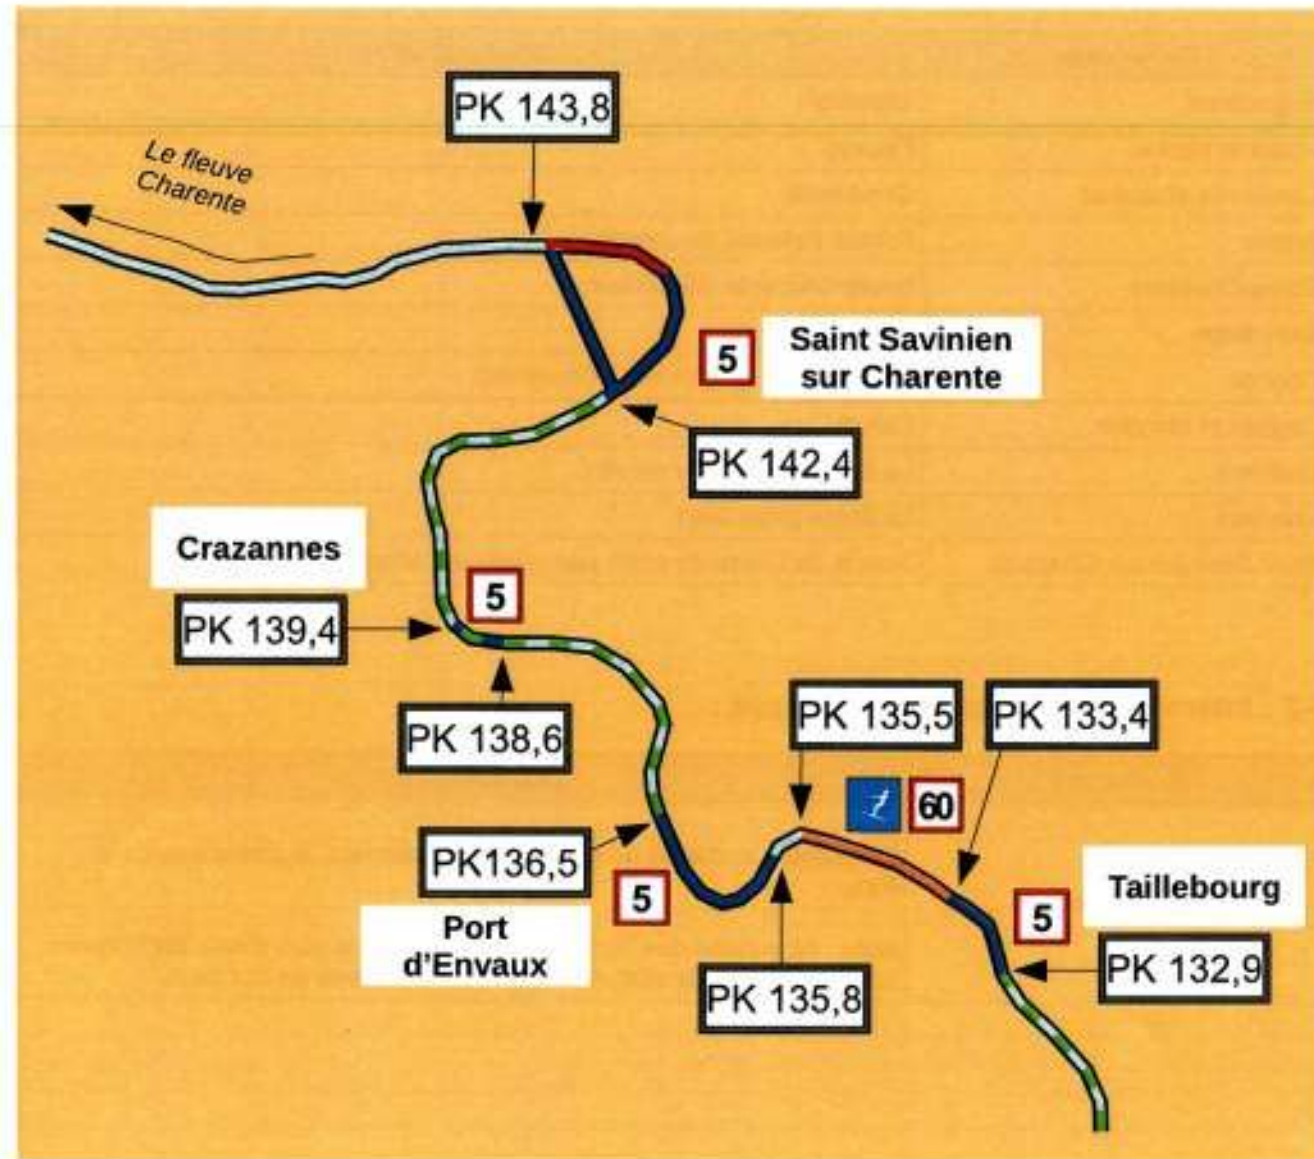 PK 143,8
Le fleuve
Charente
5
Saint Savinien
sur Charente
PK 142,4
Crazannes
5
PK 139,4
PK 138,6
PK 135,5
PK 133,4
60
PK136,5
5
Port
d'Envaux
Taillebourg
5
PK 132,9
PK 135,8